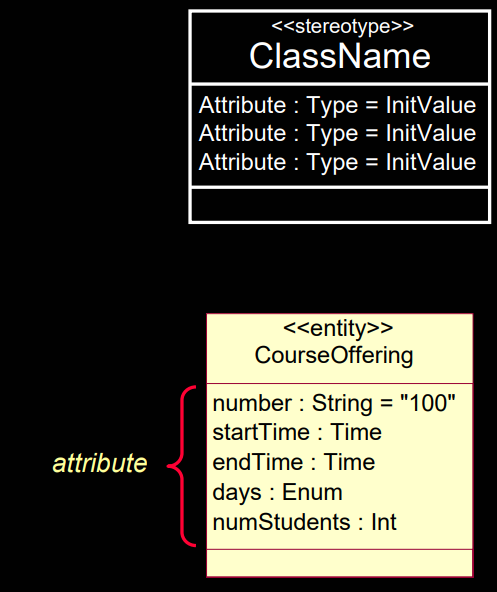 <<stereotype>>
ClassName
Attribute : Type = InitValue
Attribute : Type = InitValue
Attribute : Type = InitValue
<<entity>>
CourseOffering
attribute
number : String = "100"
startTime : Time
endTime : Time
days : Enum
numStudents : Int